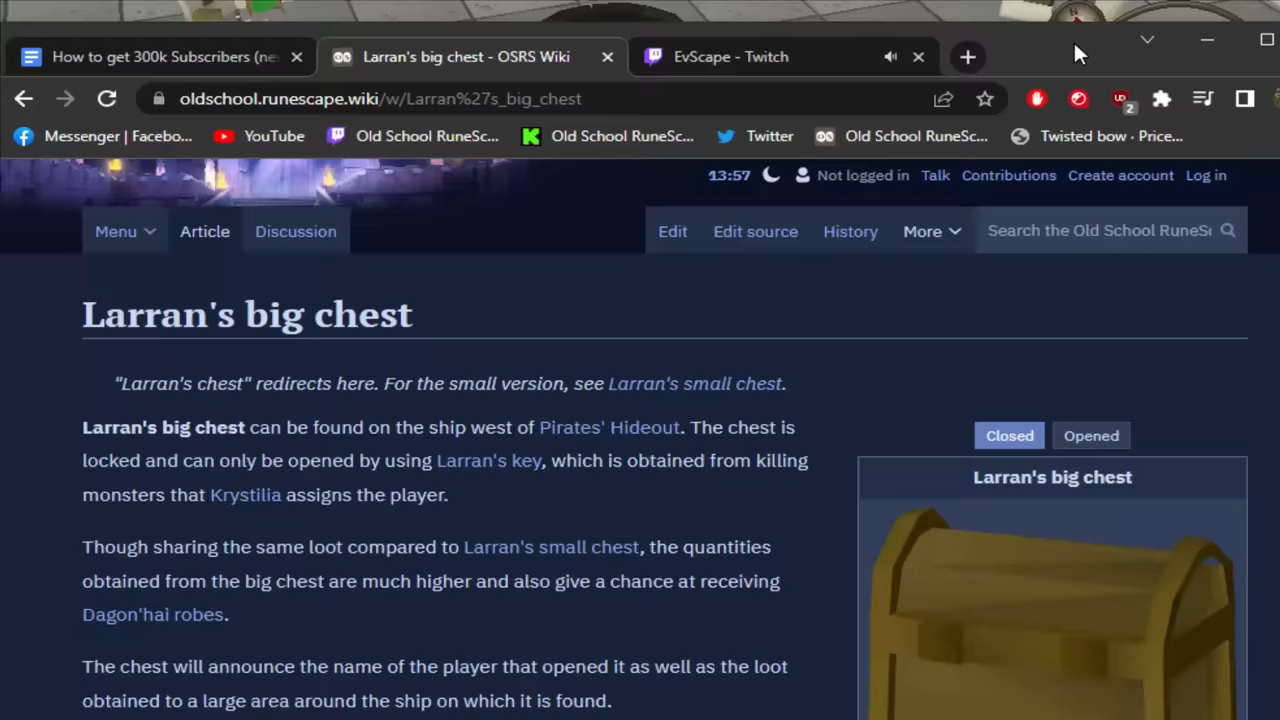 How to get 300k Subscribers (ne
Larran's big chest - OSRS Wiki
EvScape - Twitch
oldschool.runescape.wiki/w/Larran%27s_big_chest
UD
2
Messenger | Facebo...
YouTube
Old School RuneSc...
Old School RuneSc...
Twitter
Old School RuneSc...
Twisted bow · Price...
13:57
Not logged in
Talk
Contributions
Create account
Log in
Menu
Article
Discussion
Edit
Edit source
History
More
Search the Old School RuneSc
Larran's big chest
"Larran's chest" redirects here. For the small version, see Larran's small chest.
Larran's big chest can be found on the ship west of Pirates' Hideout. The chest is
locked and can only be opened by using Larran's key, which is obtained from killing
monsters that Krystilia assigns the player.
Closed
Opened
Larran's big chest
Though sharing the same loot compared to Larran's small chest, the quantities
obtained from the big chest are much higher and also give a chance at receiving
Dagon'hai robes.
The chest will announce the name of the player that opened it as well as the loot
obtained to a large area around the ship on which it is found.